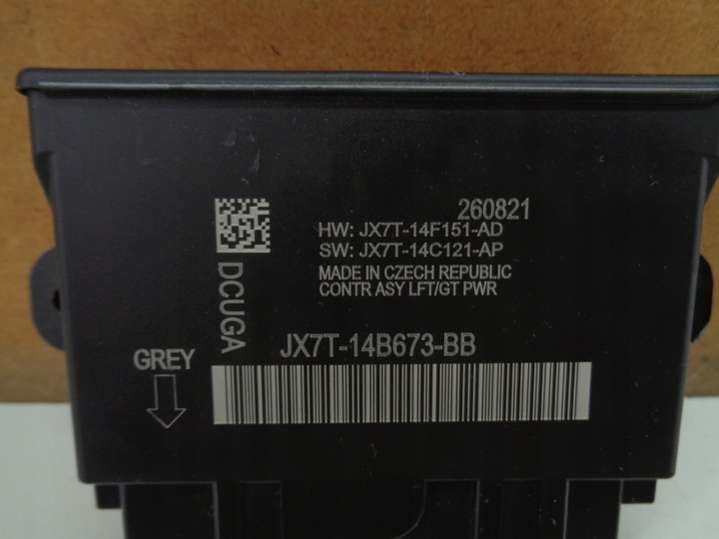 260821
HW: JX7T-14F151-AD
SW: JX7T-14C121-AP
MADE IN CZECH REPUBLIC
CONTR ASY LFT/GT PWR
DCUGA
JX7T-14B673-BB
GREY